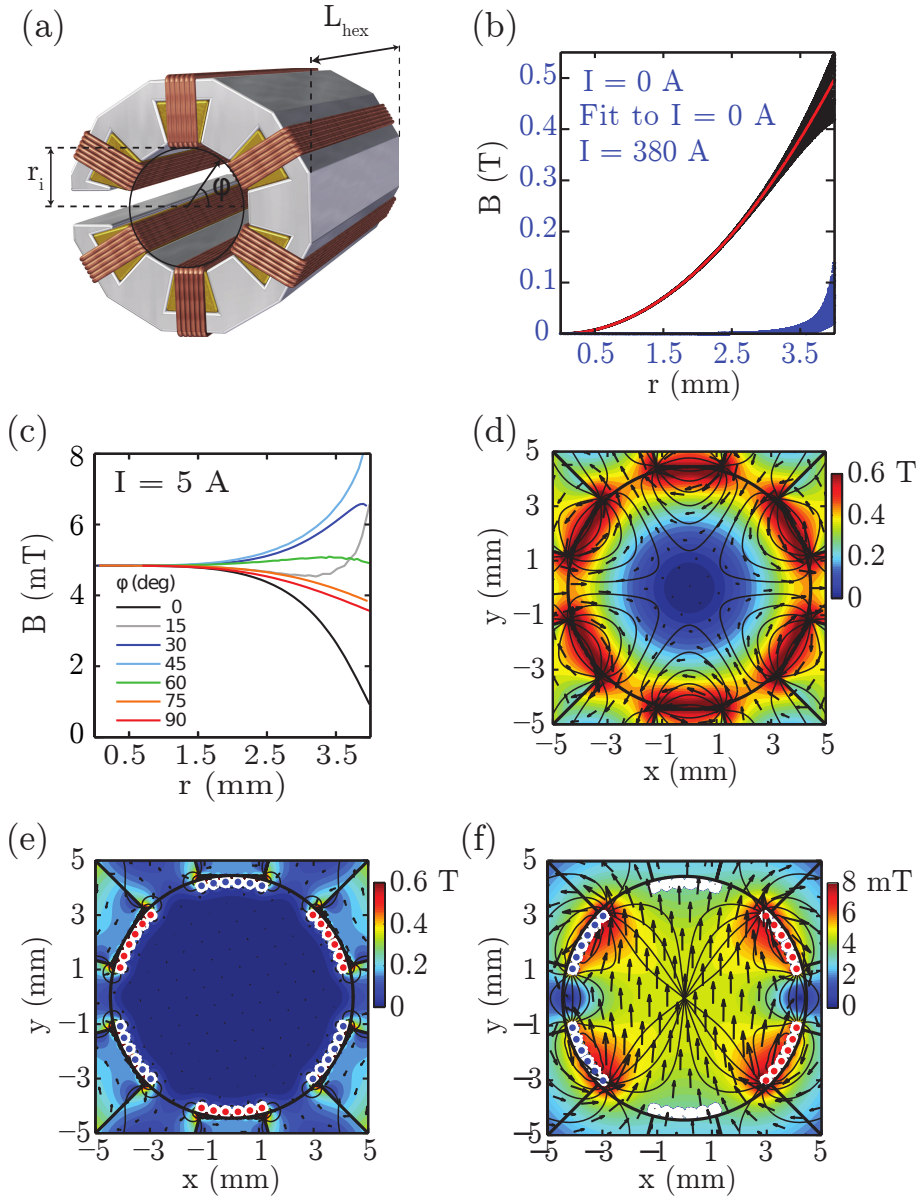 (a)
L_hex
r_i
φ
(b)
B (T)
0.5
0.4
0.3
0.2
0.1
0
I = 0 A
Fit to I = 0 A
I = 380 A
0.5 1.5 2.5 3.5
r (mm)
(c)
B (mT)
8
6
4
2
0
I = 5 A
φ (deg)
0
15
30
45
60
75
90
0.5 1.5 2.5 3.5
r (mm)
(d)
y (mm)
5
3
1
−1
−3
−5
−5 −3 −1 1 3 5
x (mm)
0.6 T
0.4
0.2
0
(e)
y (mm)
5
3
1
−1
−3
−5
−5 −3 −1 1 3 5
x (mm)
0.6 T
0.4
0.2
0
(f)
y (mm)
5
3
1
−1
−3
−5
−5 −3 −1 1 3 5
x (mm)
8 mT
6
4
2
0